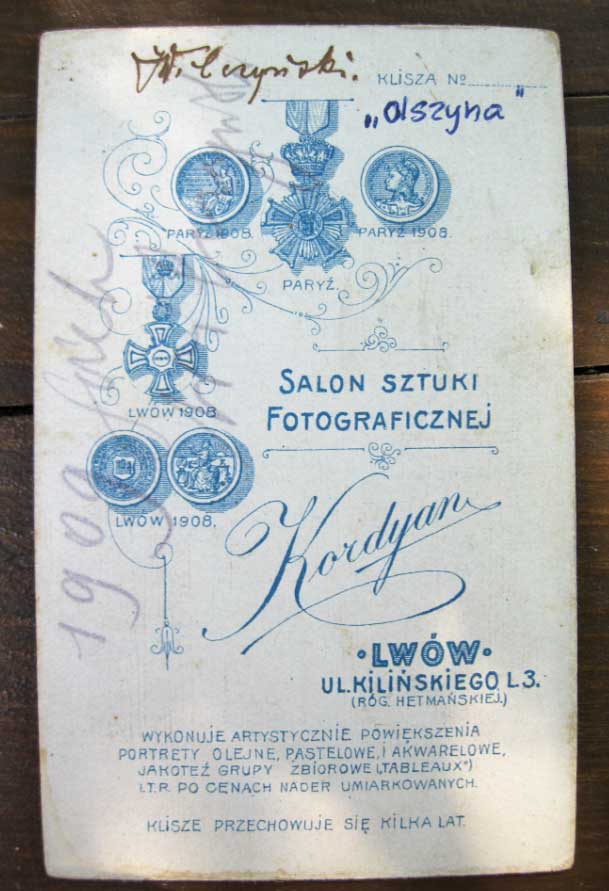 Wilczyński.
KLISZA No
„Olszyna"
PARYŻ 1908.
PARYŻ.
PARYŻ 1908.
LWÓW 1908
LWÓW 1908.
1909
SALON SZTUKI
FOTOGRAFICZNEJ
Kordyan
• LWÓW •
UL. KILIŃSKIEGO L 3.
(RÓG. HETMAŃSKIEJ.)
WYKONUJE ARTYSTYCZNIE POWIĘKSZENIA
PORTRETY OLEJNE, PASTELOWE, I AKWARELOWE,
JAKOTEŻ GRUPY ZBIOROWE („TABLEAUX")
I.T.P. PO CENACH NADER UMIARKOWANYCH.
KLISZE PRZECHOWUJE SIĘ KILKA LAT.